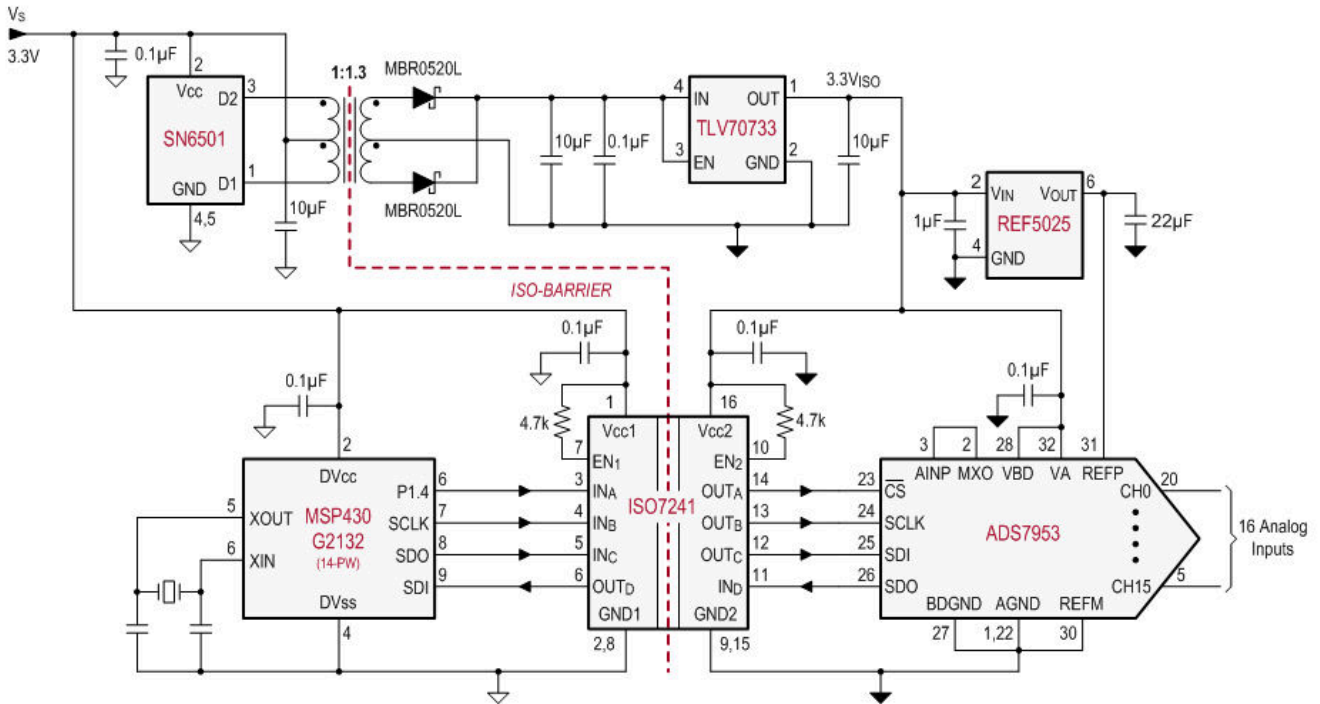 VS
3.3V
0.1µF
2
Vcc
3
D2
SN6501
D1
1
GND
4,5
10µF
1:1.3
MBR0520L
MBR0520L
10µF
0.1µF
4
IN
OUT
1
TLV70733
3
EN
GND
2
3.3VISO
10µF
2
VIN
VOUT
6
REF5025
1µF
4
GND
22µF
ISO-BARRIER
0.1µF
0.1µF
0.1µF
0.1µF
4.7k
4.7k
1
16
Vcc1
Vcc2
7
EN1
EN2
10
3
INA
OUTA
14
4
INB
OUTB
13
ISO7241
5
INC
OUTC
12
6
OUTD
IND
11
GND1
GND2
2,8
9,15
2
DVcc
5
XOUT
6
XIN
MSP430
G2132
(14-PW)
P1.4
6
SCLK
7
SDO
8
SDI
9
DVss
4
3
2
28
32
31
AINP
MXO
VBD
VA
REFP
23
CS
24
SCLK
25
SDI
26
SDO
ADS7953
CH0
20
CH15
5
BDGND
AGND
REFM
27
1,22
30
16 Analog
Inputs